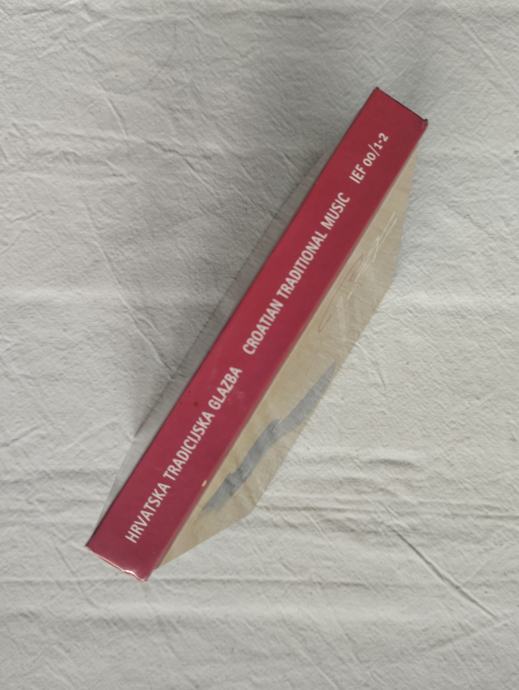 HRVATSKA TRADICIJSKA GLAZBA CROATIAN TRADITIONAL MUSIC IEF 00/1-2